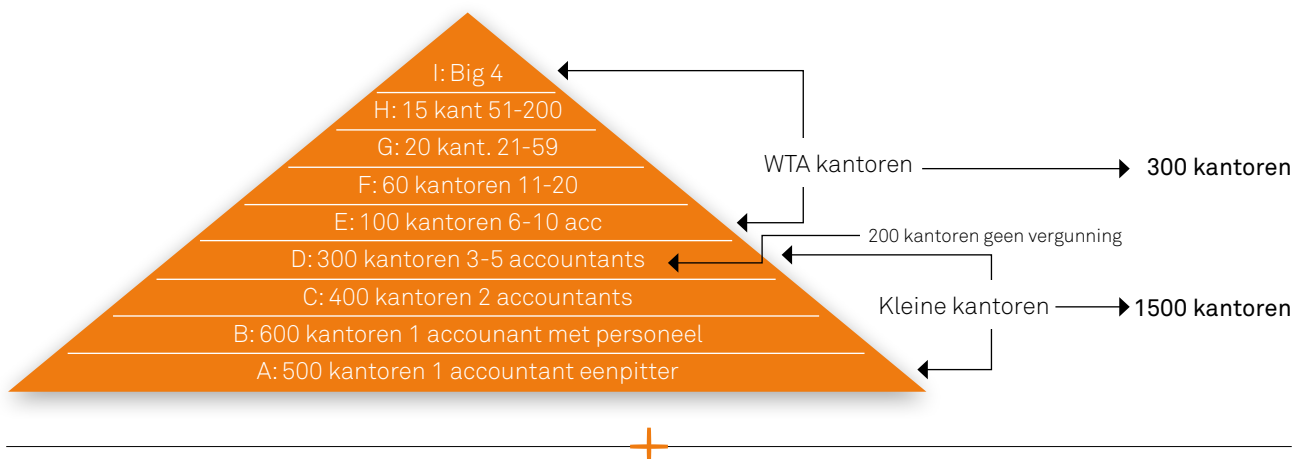 I: Big 4
H: 15 kant 51-200
G: 20 kant. 21-59
F: 60 kantoren 11-20
E: 100 kantoren 6-10 acc
D: 300 kantoren 3-5 accountants
C: 400 kantoren 2 accountants
B: 600 kantoren 1 accounant met personeel
A: 500 kantoren 1 accountant eenpitter
WTA kantoren
300 kantoren
200 kantoren geen vergunning
Kleine kantoren
1500 kantoren